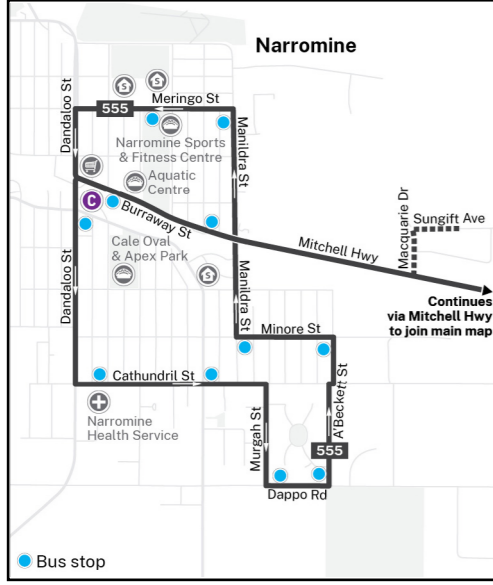 Narromine
S
S
Meringo St
555
Dandaloo St
Manildra St
Narromine Sports
& Fitness Centre
Aquatic
Centre
C
Burraway St
Macquarie Dr
Sungift Ave
Cale Oval
& Apex Park
S
Mitchell Hwy
Dandaloo St
Manildra St
Continues
via Mitchell Hwy
to join main map
Minore St
Cathundril St
A'Beckett St
Murgah St
Narromine
Health Service
555
Dappo Rd
Bus stop